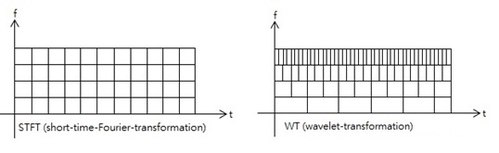 f
t
STFT (short-time-Fourier-transformation)
f
t
WT (wavelet-transformation)